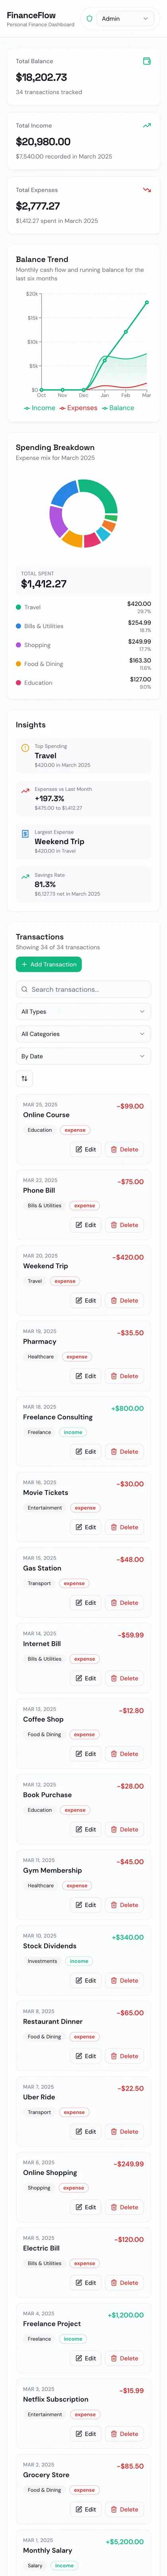 FinanceFlow
Personal Finance Dashboard
Admin
Total Balance
$18,202.73
34 transactions tracked
Total Income
$20,980.00
$7,540.00 recorded in March 2025
Total Expenses
$2,777.27
$1,412.27 spent in March 2025
Balance Trend
Monthly cash flow and running balance for the
last six months
$20k
$15k
$10k
$5k
$0
Oct Nov Dec Jan Feb Mar
Income Expenses Balance
Spending Breakdown
Expense mix for March 2025
TOTAL SPENT
$1,412.27
Travel $420.00
29.7%
Bills & Utilities $254.99
18.1%
Shopping $249.99
17.7%
Food & Dining $163.30
11.6%
Education $127.00
9.0%
Insights
Top Spending
Travel
$420.00 in March 2025
Expenses vs Last Month
+197.3%
$475.00 to $1,412.27
Largest Expense
Weekend Trip
$420.00 in Travel
Savings Rate
81.3%
$6,127.73 net in March 2025
Transactions
Showing 34 of 34 transactions
Add Transaction
Search transactions...
All Types
All Categories
By Date
MAR 25, 2025
Online Course -$99.00
Education expense
Edit Delete
MAR 22, 2025
Phone Bill -$75.00
Bills & Utilities expense
Edit Delete
MAR 20, 2025
Weekend Trip -$420.00
Travel expense
Edit Delete
MAR 19, 2025
Pharmacy -$35.50
Healthcare expense
Edit Delete
MAR 18, 2025
Freelance Consulting +$800.00
Freelance income
Edit Delete
MAR 16, 2025
Movie Tickets -$30.00
Entertainment expense
Edit Delete
MAR 15, 2025
Gas Station -$48.00
Transport expense
Edit Delete
MAR 14, 2025
Internet Bill -$59.99
Bills & Utilities expense
Edit Delete
MAR 13, 2025
Coffee Shop -$12.80
Food & Dining expense
Edit Delete
MAR 12, 2025
Book Purchase -$28.00
Education expense
Edit Delete
MAR 11, 2025
Gym Membership -$45.00
Healthcare expense
Edit Delete
MAR 10, 2025
Stock Dividends +$340.00
Investments income
Edit Delete
MAR 8, 2025
Restaurant Dinner -$65.00
Food & Dining expense
Edit Delete
MAR 7, 2025
Uber Ride -$22.50
Transport expense
Edit Delete
MAR 6, 2025
Online Shopping -$249.99
Shopping expense
Edit Delete
MAR 5, 2025
Electric Bill -$120.00
Bills & Utilities expense
Edit Delete
MAR 4, 2025
Freelance Project +$1,200.00
Freelance income
Edit Delete
MAR 3, 2025
Netflix Subscription -$15.99
Entertainment expense
Edit Delete
MAR 2, 2025
Grocery Store -$85.50
Food & Dining expense
Edit Delete
MAR 1, 2025
Monthly Salary +$5,200.00
Salary income